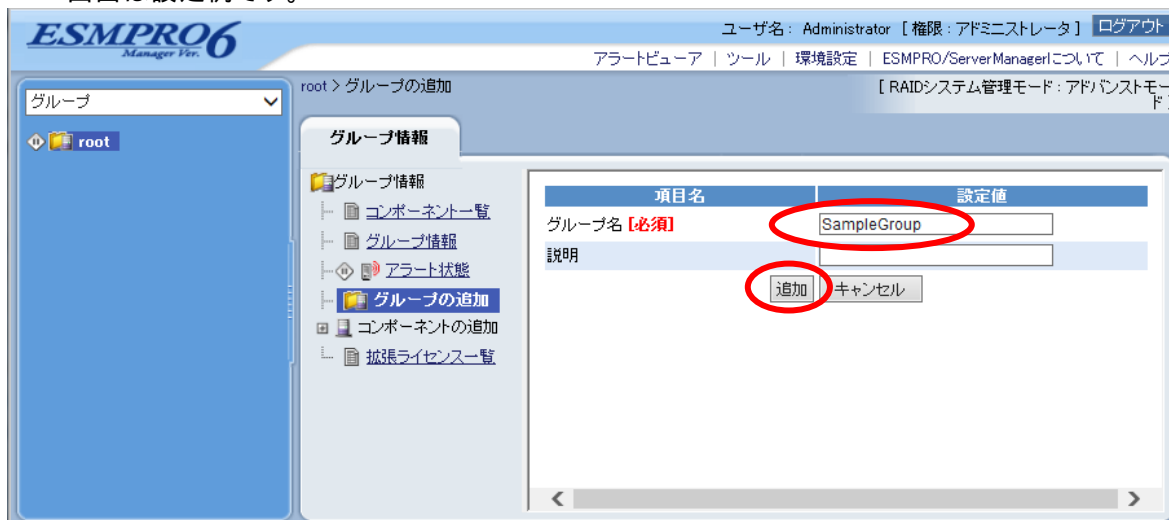 画面は設定例です。
ESMPRO6
Manager Ver.
ユーザ名： Administrator [ 権限：アドミニストレータ ] ログアウト
アラートビューア | ツール | 環境設定 | ESMPRO/ServerManagerについて |
グループ
root
root > グループの追加
[ RAIDシステム管理モード：アドバンストモード
グループ情報
グループ情報
コンポーネント一覧
グループ情報
アラート状態
グループの追加
コンポーネントの追加
拡張ライセンス一覧
項目名 設定値
グループ名 [必須] SampleGroup
説明
追加 キャンセル